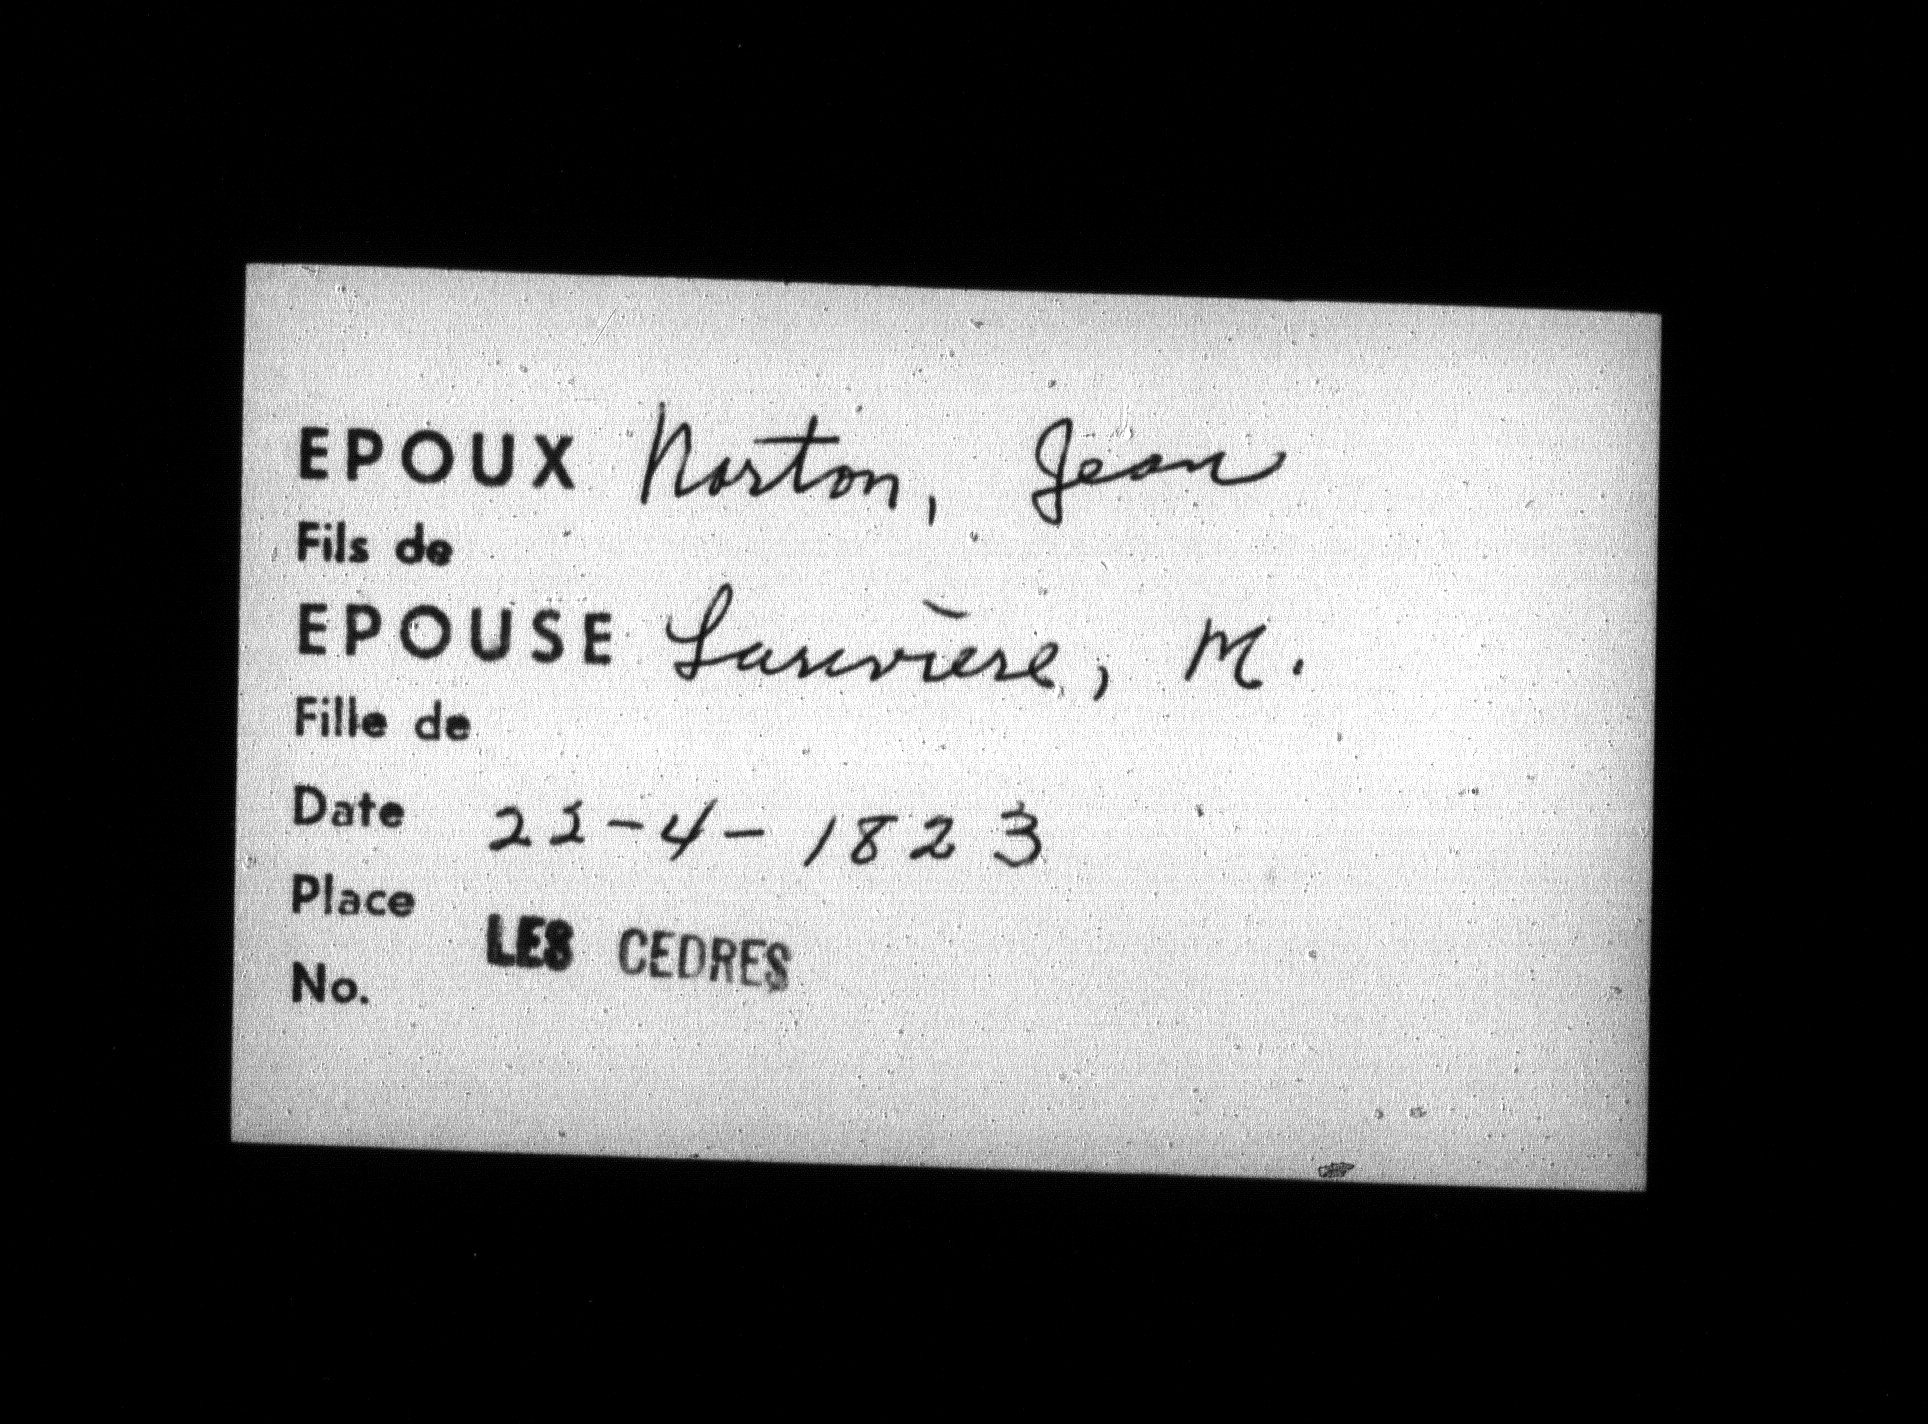 EPOUX Norton, Jean
Fils de
EPOUSE Larivière, M.
Fille de
Date 22-4-1823
Place LES CEDRES
No.